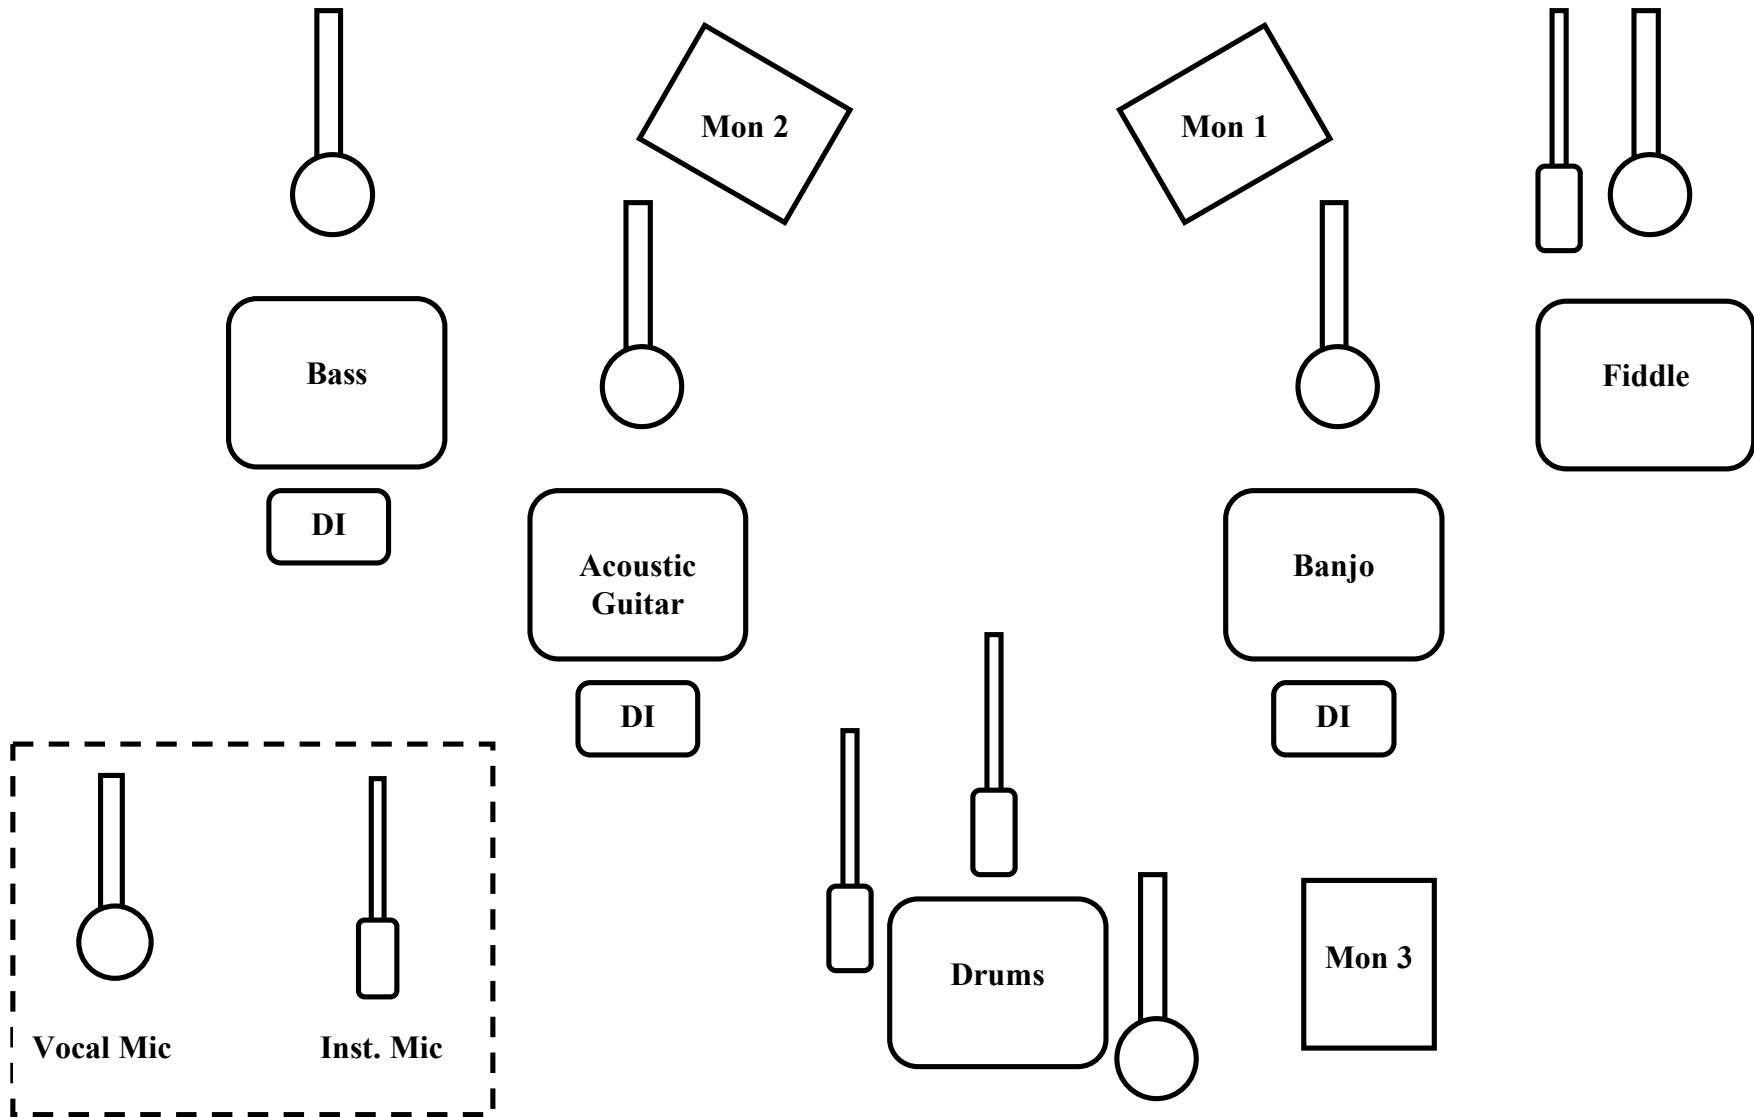 Mon 2
Mon 1
Bass
Fiddle
DI
Acoustic
Guitar
Banjo
DI
DI
Drums
Mon 3
Vocal Mic
Inst. Mic